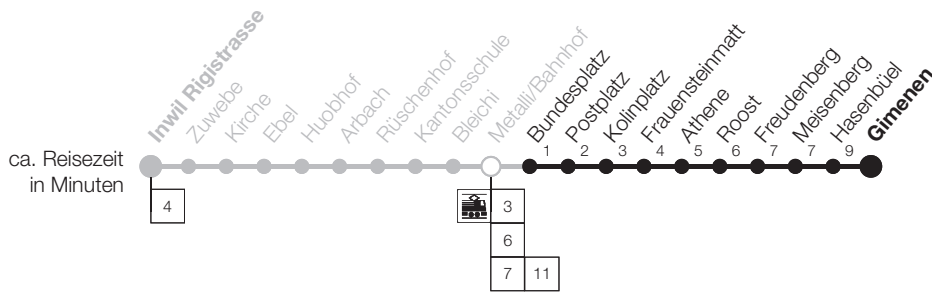 Inwil Rigistrasse
Zuwebe
Kirche
Ebel
Huobhof
Arbach
Rüschenhof
Kantonsschule
Bleichi
Metalli/Bahnhof
Bundesplatz
Postplatz
Kolinplatz
Frauensteinmatt
Athene
Roost
Freudenberg
Meisenberg
Hasenbüel
Gimenen
ca. Reisezeit
in Minuten
1 2 3 4 5 6 7 7 9
4
3
6
7 11